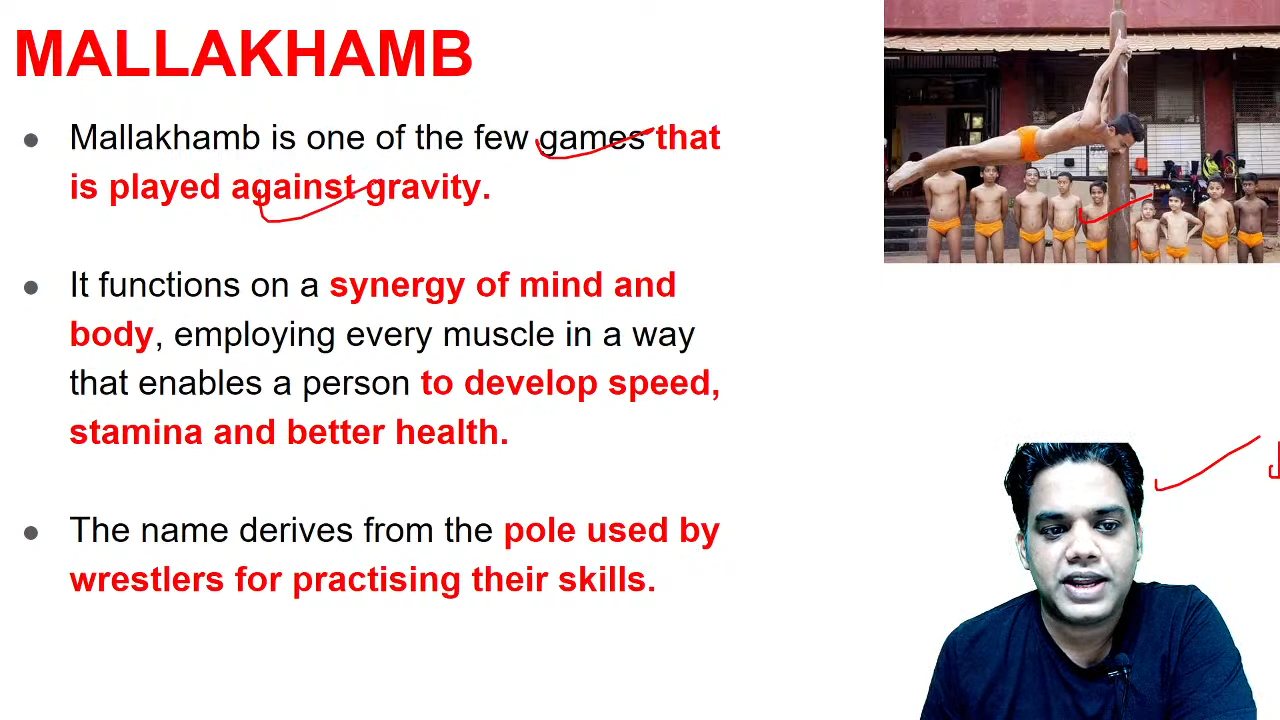 MALLAKHAMB
● Mallakhamb is one of the few games that
is played against gravity.
● It functions on a synergy of mind and
body, employing every muscle in a way
that enables a person to develop speed,
stamina and better health.
● The name derives from the pole used by
wrestlers for practising their skills.